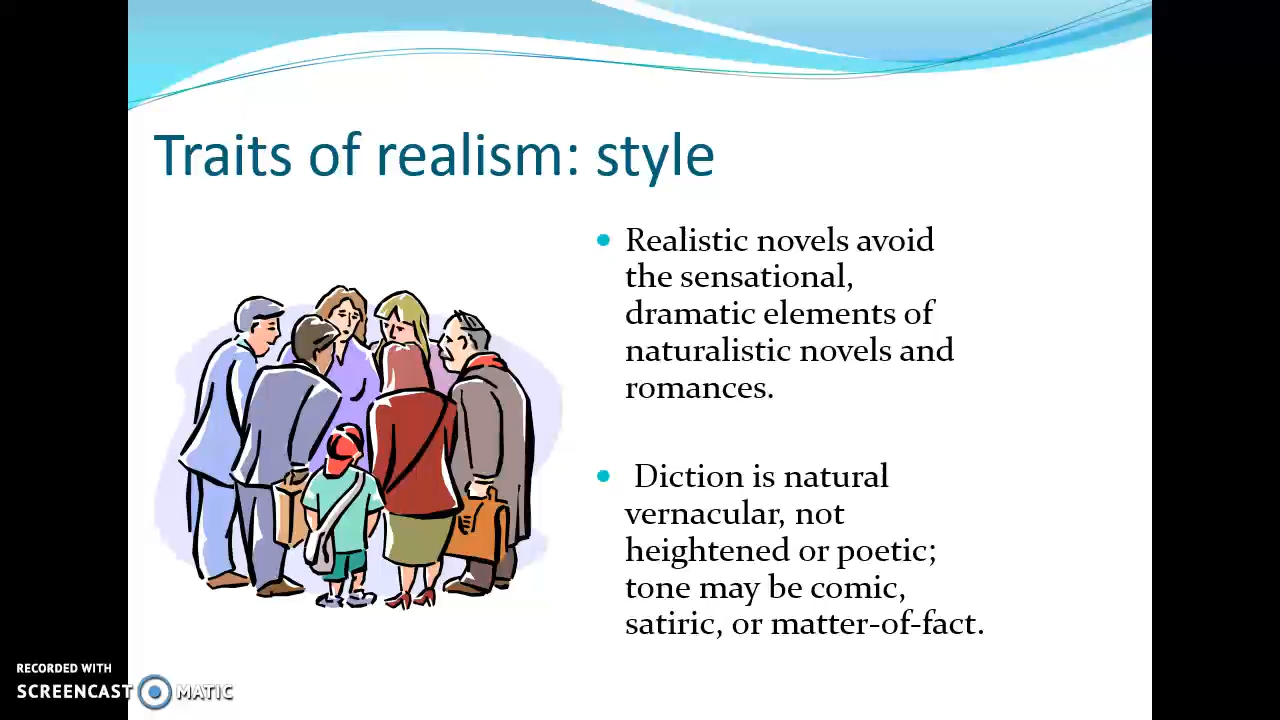 Traits of realism: style
• Realistic novels avoid
the sensational,
dramatic elements of
naturalistic novels and
romances.
• Diction is natural
vernacular, not
heightened or poetic;
tone may be comic,
satiric, or matter-of-fact.
RECORDED WITH
SCREENCAST MATIC